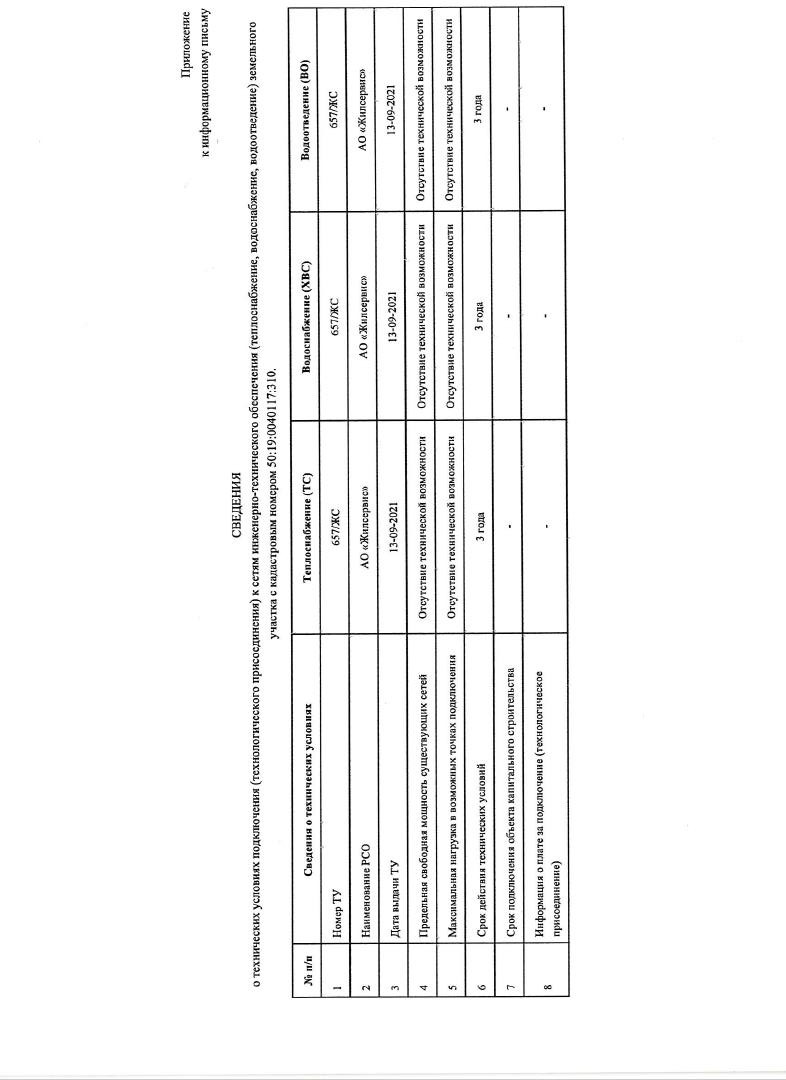 Приложение
к информационному письму
СВЕДЕНИЯ
о технических условиях подключения (технологического присоединения) к сетям инженерно-технического обеспечения (теплоснабжение, водоснабжение, водоотведение) земельного
участка с кадастровым номером 50:19:0040117:310.
№ п/п Сведения о технических условиях Теплоснабжение (ТС) Водоснабжение (ХВС) Водоотведение (ВО)
1 Номер ТУ 657/ЖС 657/ЖС 657/ЖС
2 Наименование РСО АО «Жилсервис» АО «Жилсервис» АО «Жилсервис»
3 Дата выдачи ТУ 13-09-2021 13-09-2021 13-09-2021
4 Предельная свободная мощность существующих сетей Отсутствие технической возможности Отсутствие технической возможности Отсутствие технической возможности
5 Максимальная нагрузка в возможных точках подключения Отсутствие технической возможности Отсутствие технической возможности Отсутствие технической возможности
6 Срок действия технических условий 3 года 3 года 3 года
7 Срок подключения объекта капитального строительства - - -
8 Информация о плате за подключение (технологическое - - -
присоединение)